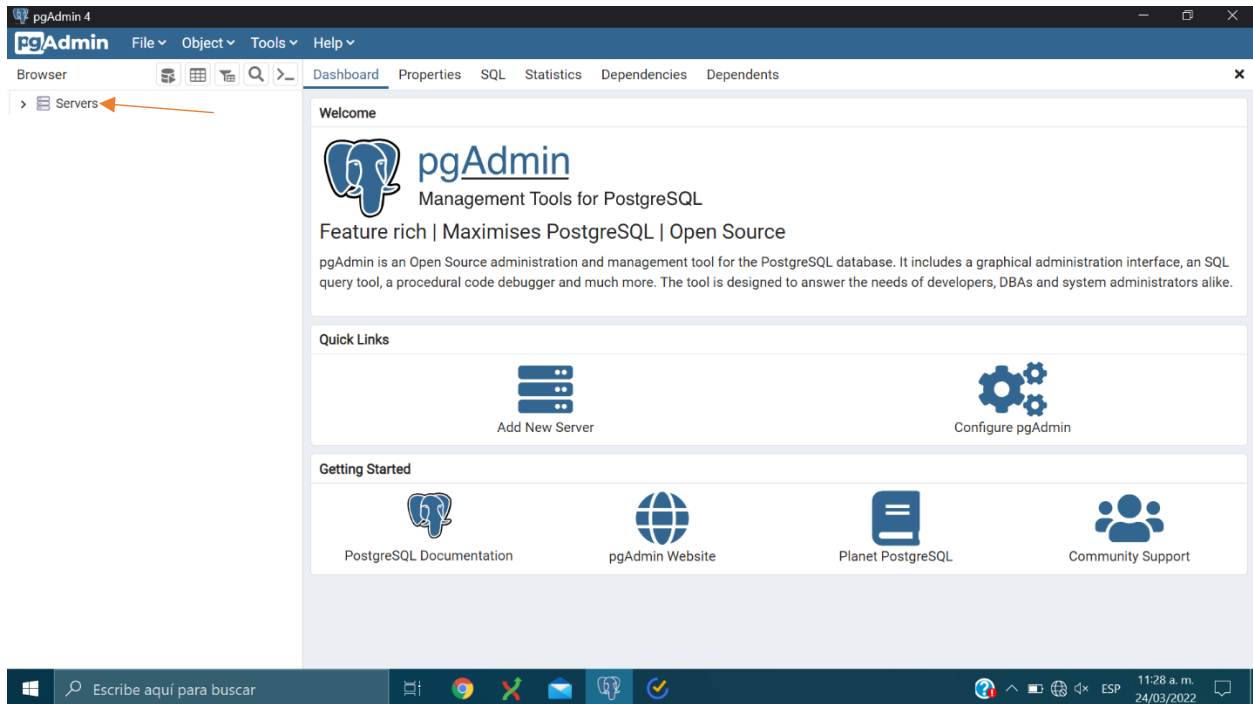 pgAdmin 4
pgAdmin File Object Tools Help
Browser
Dashboard Properties SQL Statistics Dependencies Dependents
Servers
Welcome
pgAdmin
Management Tools for PostgreSQL
Feature rich | Maximises PostgreSQL | Open Source
pgAdmin is an Open Source administration and management tool for the PostgreSQL database. It includes a graphical administration interface, an SQL
query tool, a procedural code debugger and much more. The tool is designed to answer the needs of developers, DBAs and system administrators alike.
Quick Links
Add New Server
Configure pgAdmin
Getting Started
PostgreSQL Documentation
pgAdmin Website
Planet PostgreSQL
Community Support
Escribe aquí para buscar
ESP
11:28 a. m.
24/03/2022